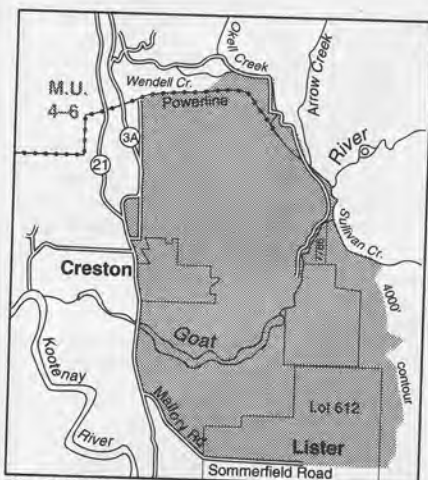 Okell
Creek
Arrow Creek
Wendell Cr.
M.U.
4–6
Powerline
3A
River
21
Sullivan Cr.
7785
Creston
4000'
Goat
contour
Kootenay
River
Mallory Rd.
Lot 612
Lister
Sommerfield Road